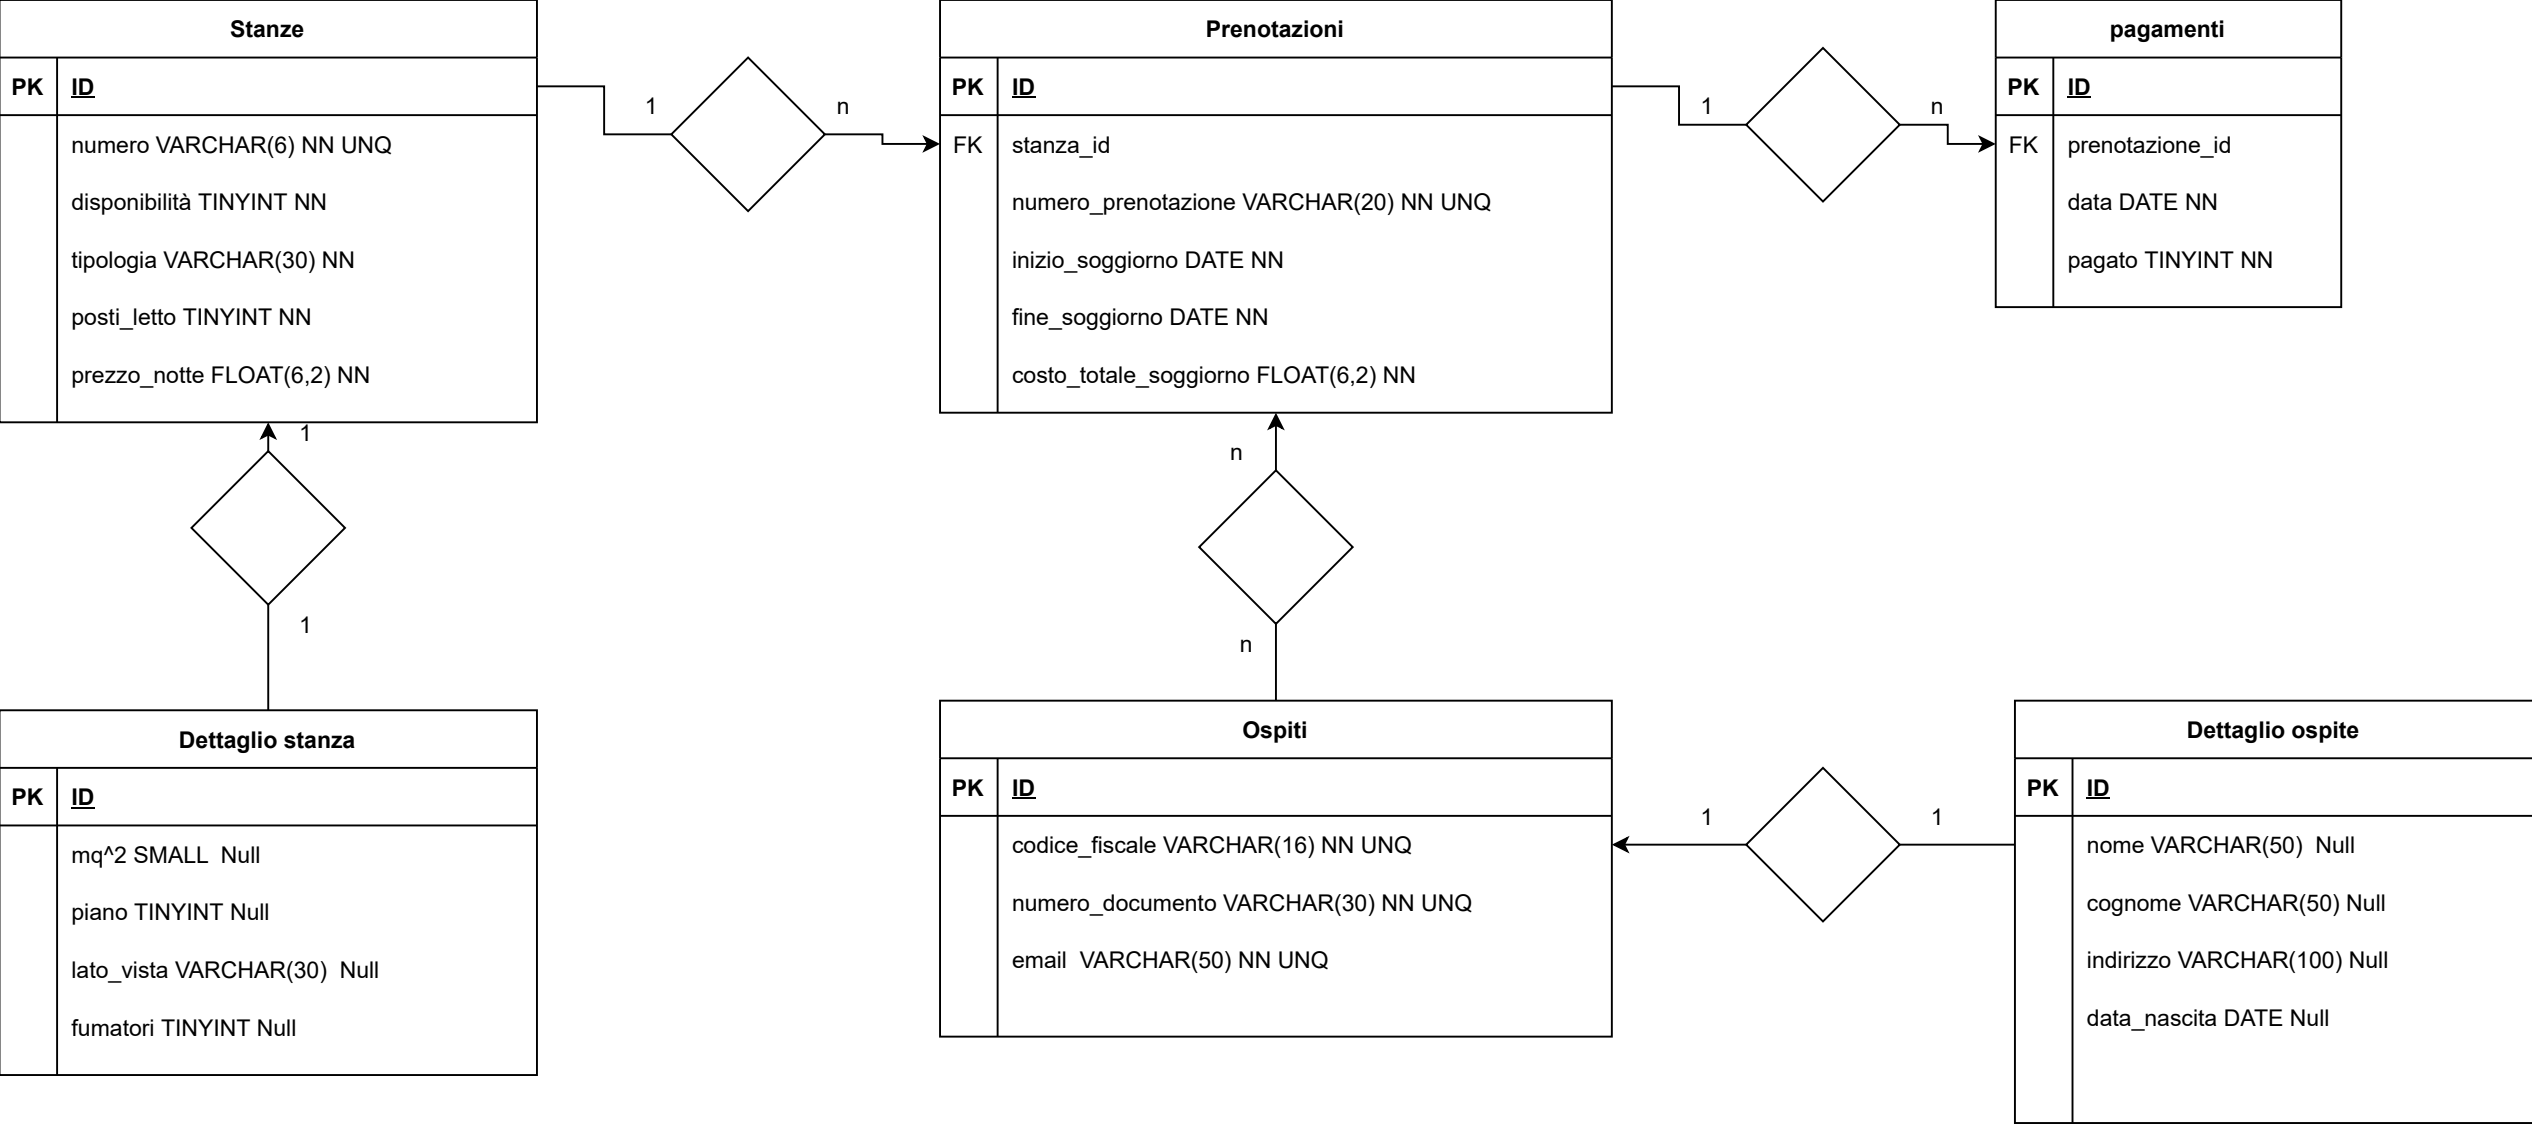 Stanze
PK ID
numero VARCHAR(6) NN UNQ
disponibilità TINYINT NN
tipologia VARCHAR(30) NN
posti_letto TINYINT NN
prezzo_notte FLOAT(6,2) NN
1
n
Prenotazioni
PK ID
FK stanza_id
numero_prenotazione VARCHAR(20) NN UNQ
inizio_soggiorno DATE NN
fine_soggiorno DATE NN
costo_totale_soggiorno FLOAT(6,2) NN
1
n
pagamenti
PK ID
FK prenotazione_id
data DATE NN
pagato TINYINT NN
1
1
n
n
Dettaglio stanza
PK ID
mq^2 SMALL  Null
piano TINYINT Null
lato_vista VARCHAR(30)  Null
fumatori TINYINT Null
Ospiti
PK ID
codice_fiscale VARCHAR(16) NN UNQ
numero_documento VARCHAR(30) NN UNQ
email  VARCHAR(50) NN UNQ
1
1
Dettaglio ospite
PK ID
nome VARCHAR(50)  Null
cognome VARCHAR(50) Null
indirizzo VARCHAR(100) Null
data_nascita DATE Null